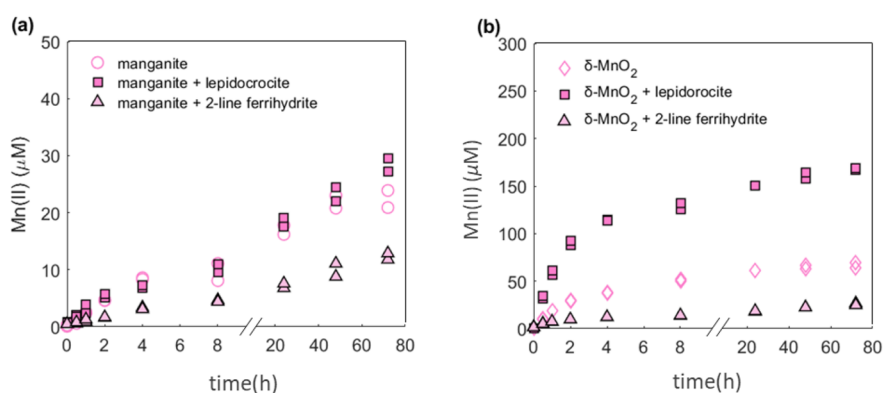 (a)
50
40
30
20
10
0
Mn(II) (μM)
manganite
manganite + lepidocrocite
manganite + 2-line ferrihydrite
0 2 4 6 8 20 40 60 80
time(h)
(b)
300
250
200
150
100
50
0
Mn(II) (μM)
δ-MnO2
δ-MnO2 + lepidorocite
δ-MnO2 + 2-line ferrihydrite
0 2 4 6 8 20 40 60 80
time(h)